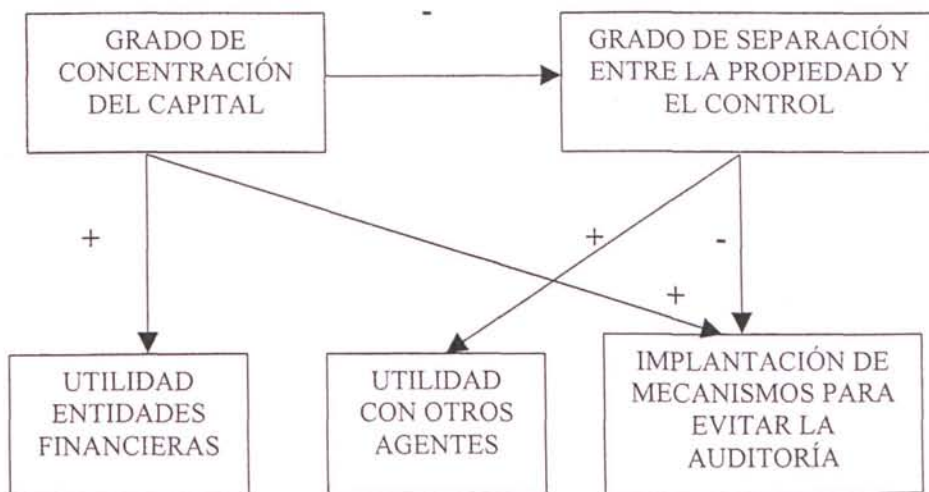 -
GRADO DE
CONCENTRACIÓN
DEL CAPITAL
GRADO DE SEPARACIÓN
ENTRE LA PROPIEDAD Y
EL CONTROL
+
+
-
+
UTILIDAD
ENTIDADES
FINANCIERAS
UTILIDAD
CON OTROS
AGENTES
IMPLANTACIÓN DE
MECANISMOS PARA
EVITAR LA
AUDITORÍA